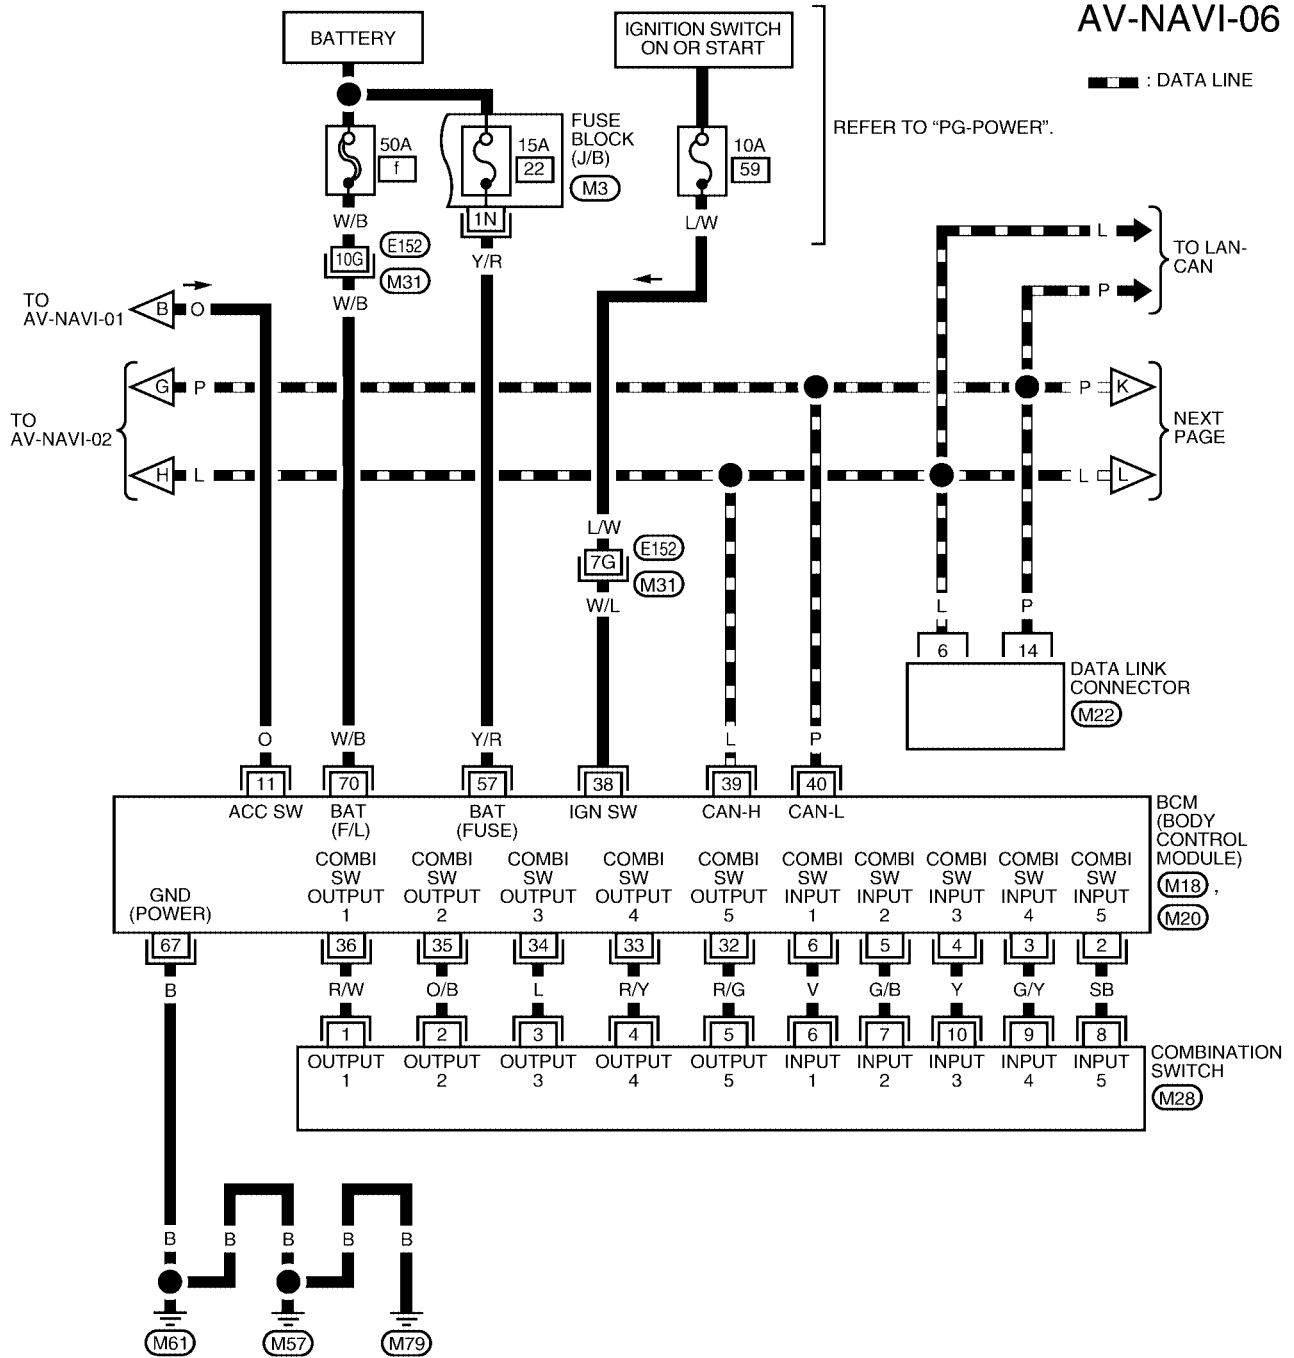 AV-NAVI-06
: DATA LINE
BATTERY
IGNITION SWITCH
ON OR START
REFER TO “PG-POWER”.
50A
f
15A
22
FUSE
BLOCK
(J/B)
M3
10A
59
W/B
1N
L/W
10G
E152
M31
Y/R
W/B
L
P
TO LAN-
CAN
TO
AV-NAVI-01
B
O
TO
AV-NAVI-02
G
P
H
L
P
K
L
L
NEXT
PAGE
L/W
7G
E152
M31
W/L
L
P
6
14
DATA LINK
CONNECTOR
M22
O
W/B
Y/R
L
P
11
70
57
38
39
40
ACC SW
BAT
(F/L)
BAT
(FUSE)
IGN SW
CAN-H
CAN-L
BCM
(BODY
CONTROL
MODULE)
M18 ,
M20
GND
(POWER)
COMBI
SW
OUTPUT
1
COMBI
SW
OUTPUT
2
COMBI
SW
OUTPUT
3
COMBI
SW
OUTPUT
4
COMBI
SW
OUTPUT
5
COMBI
SW
INPUT
1
COMBI
SW
INPUT
2
COMBI
SW
INPUT
3
COMBI
SW
INPUT
4
COMBI
SW
INPUT
5
67
36
35
34
33
32
6
5
4
3
2
B
R/W
O/B
L
R/Y
R/G
V
G/B
Y
G/Y
SB
1
2
3
4
5
6
7
10
9
8
OUTPUT
1
OUTPUT
2
OUTPUT
3
OUTPUT
4
OUTPUT
5
INPUT
1
INPUT
2
INPUT
3
INPUT
4
INPUT
5
COMBINATION
SWITCH
M28
B
B
B
B
B
M61
M57
M79